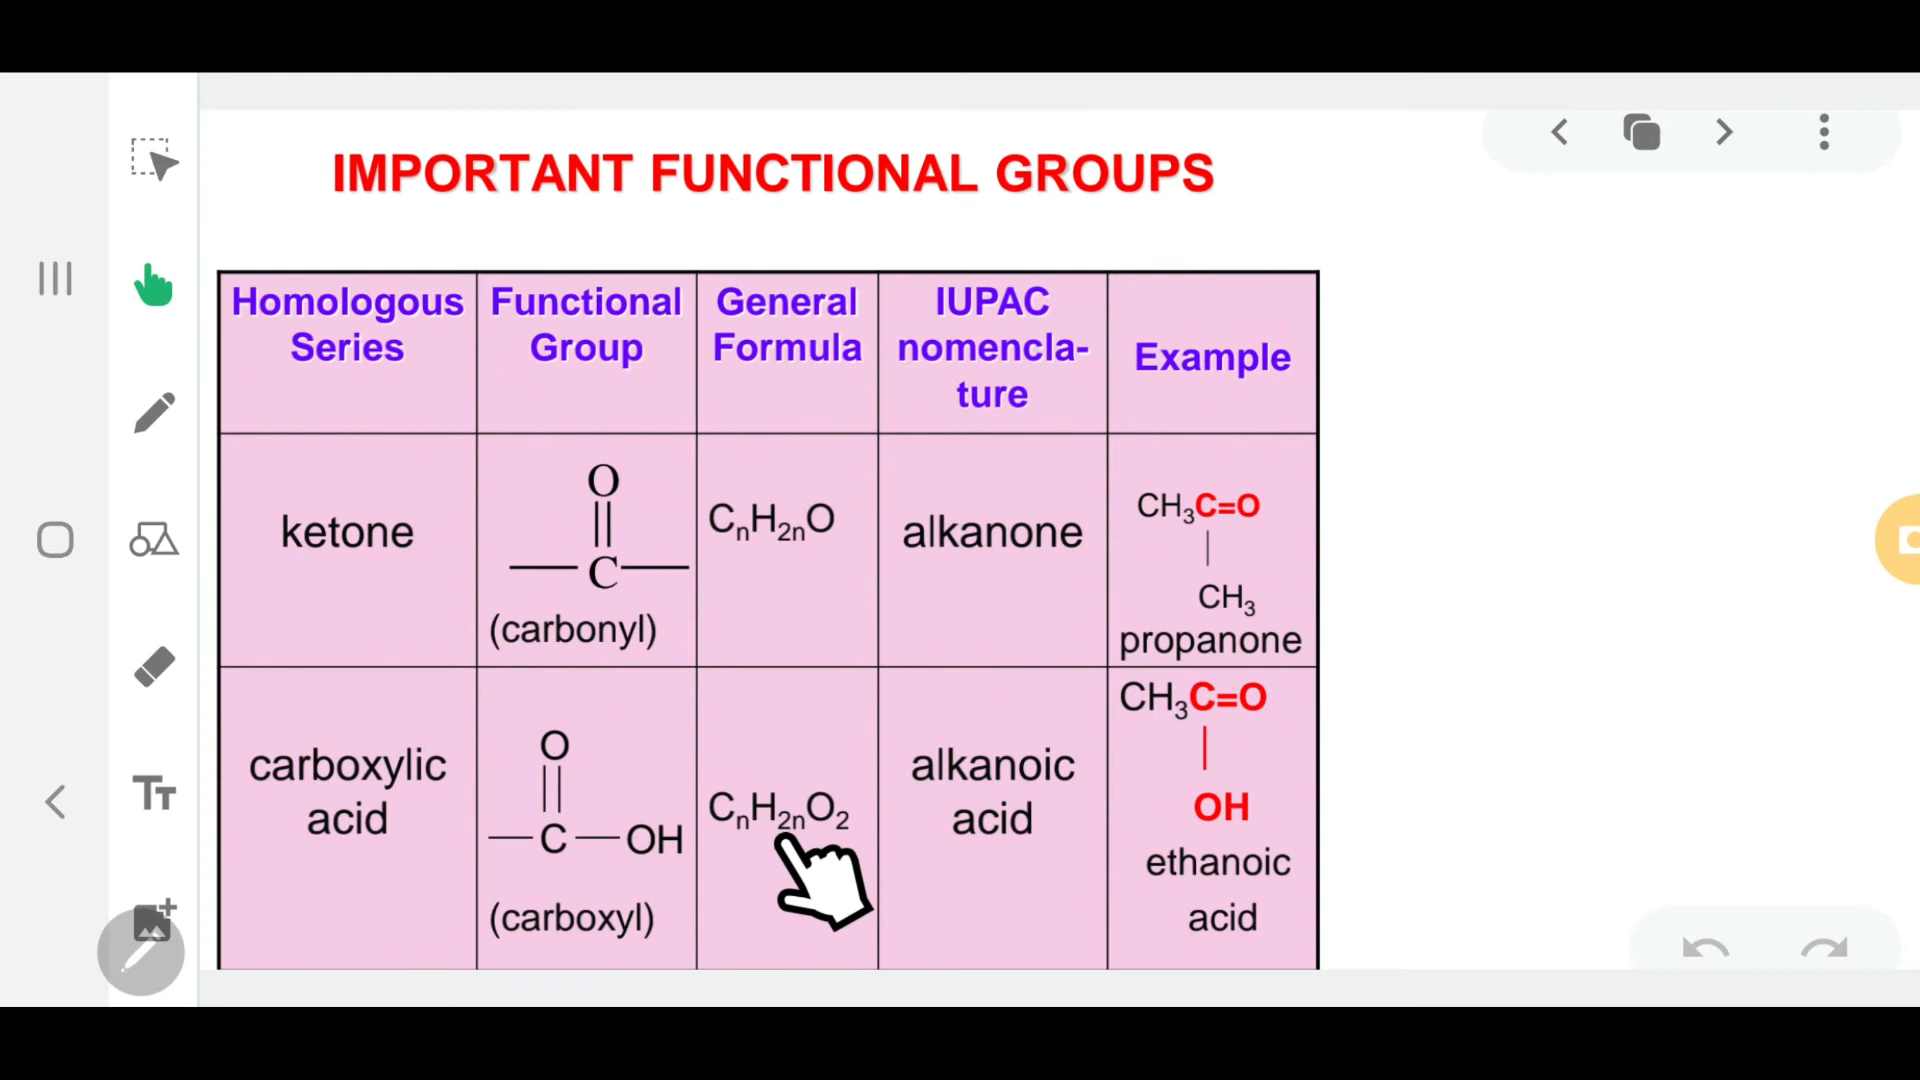 IMPORTANT FUNCTIONAL GROUPS
Homologous
Series
Functional
Group
General
Formula
IUPAC
nomencla-
ture
Example
ketone
O
C
(carbonyl)
CnH2nO
alkanone
CH3C=O
CH3
propanone
carboxylic
acid
O
C OH
(carboxyl)
CnH2nO2
alkanoic
acid
CH3C=O
OH
ethanoic
acid
TT